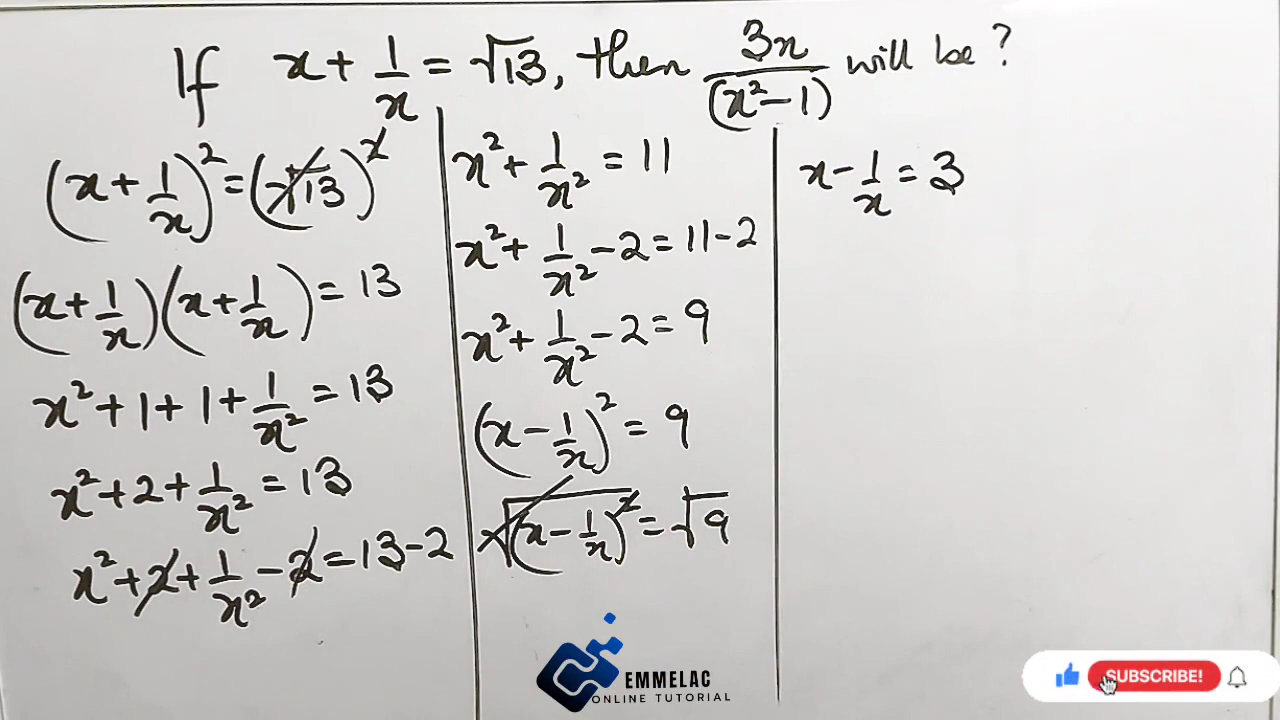 If x + 1/x = √13, then 3x/(x² - 1) will be?
(x + 1/x)² = (√13)²
(x + 1/x)(x + 1/x) = 13
x² + 1 + 1 + 1/x² = 13
x² + 2 + 1/x² = 13
x² + 2 + 1/x² - 2 = 13 - 2
x² + 1/x² = 11
x² + 1/x² - 2 = 11 - 2
x² + 1/x² - 2 = 9
(x - 1/x)² = 9
√(x - 1/x)² = √9
x - 1/x = 3
EMMELAC
ONLINE TUTORIAL
SUBSCRIBE!